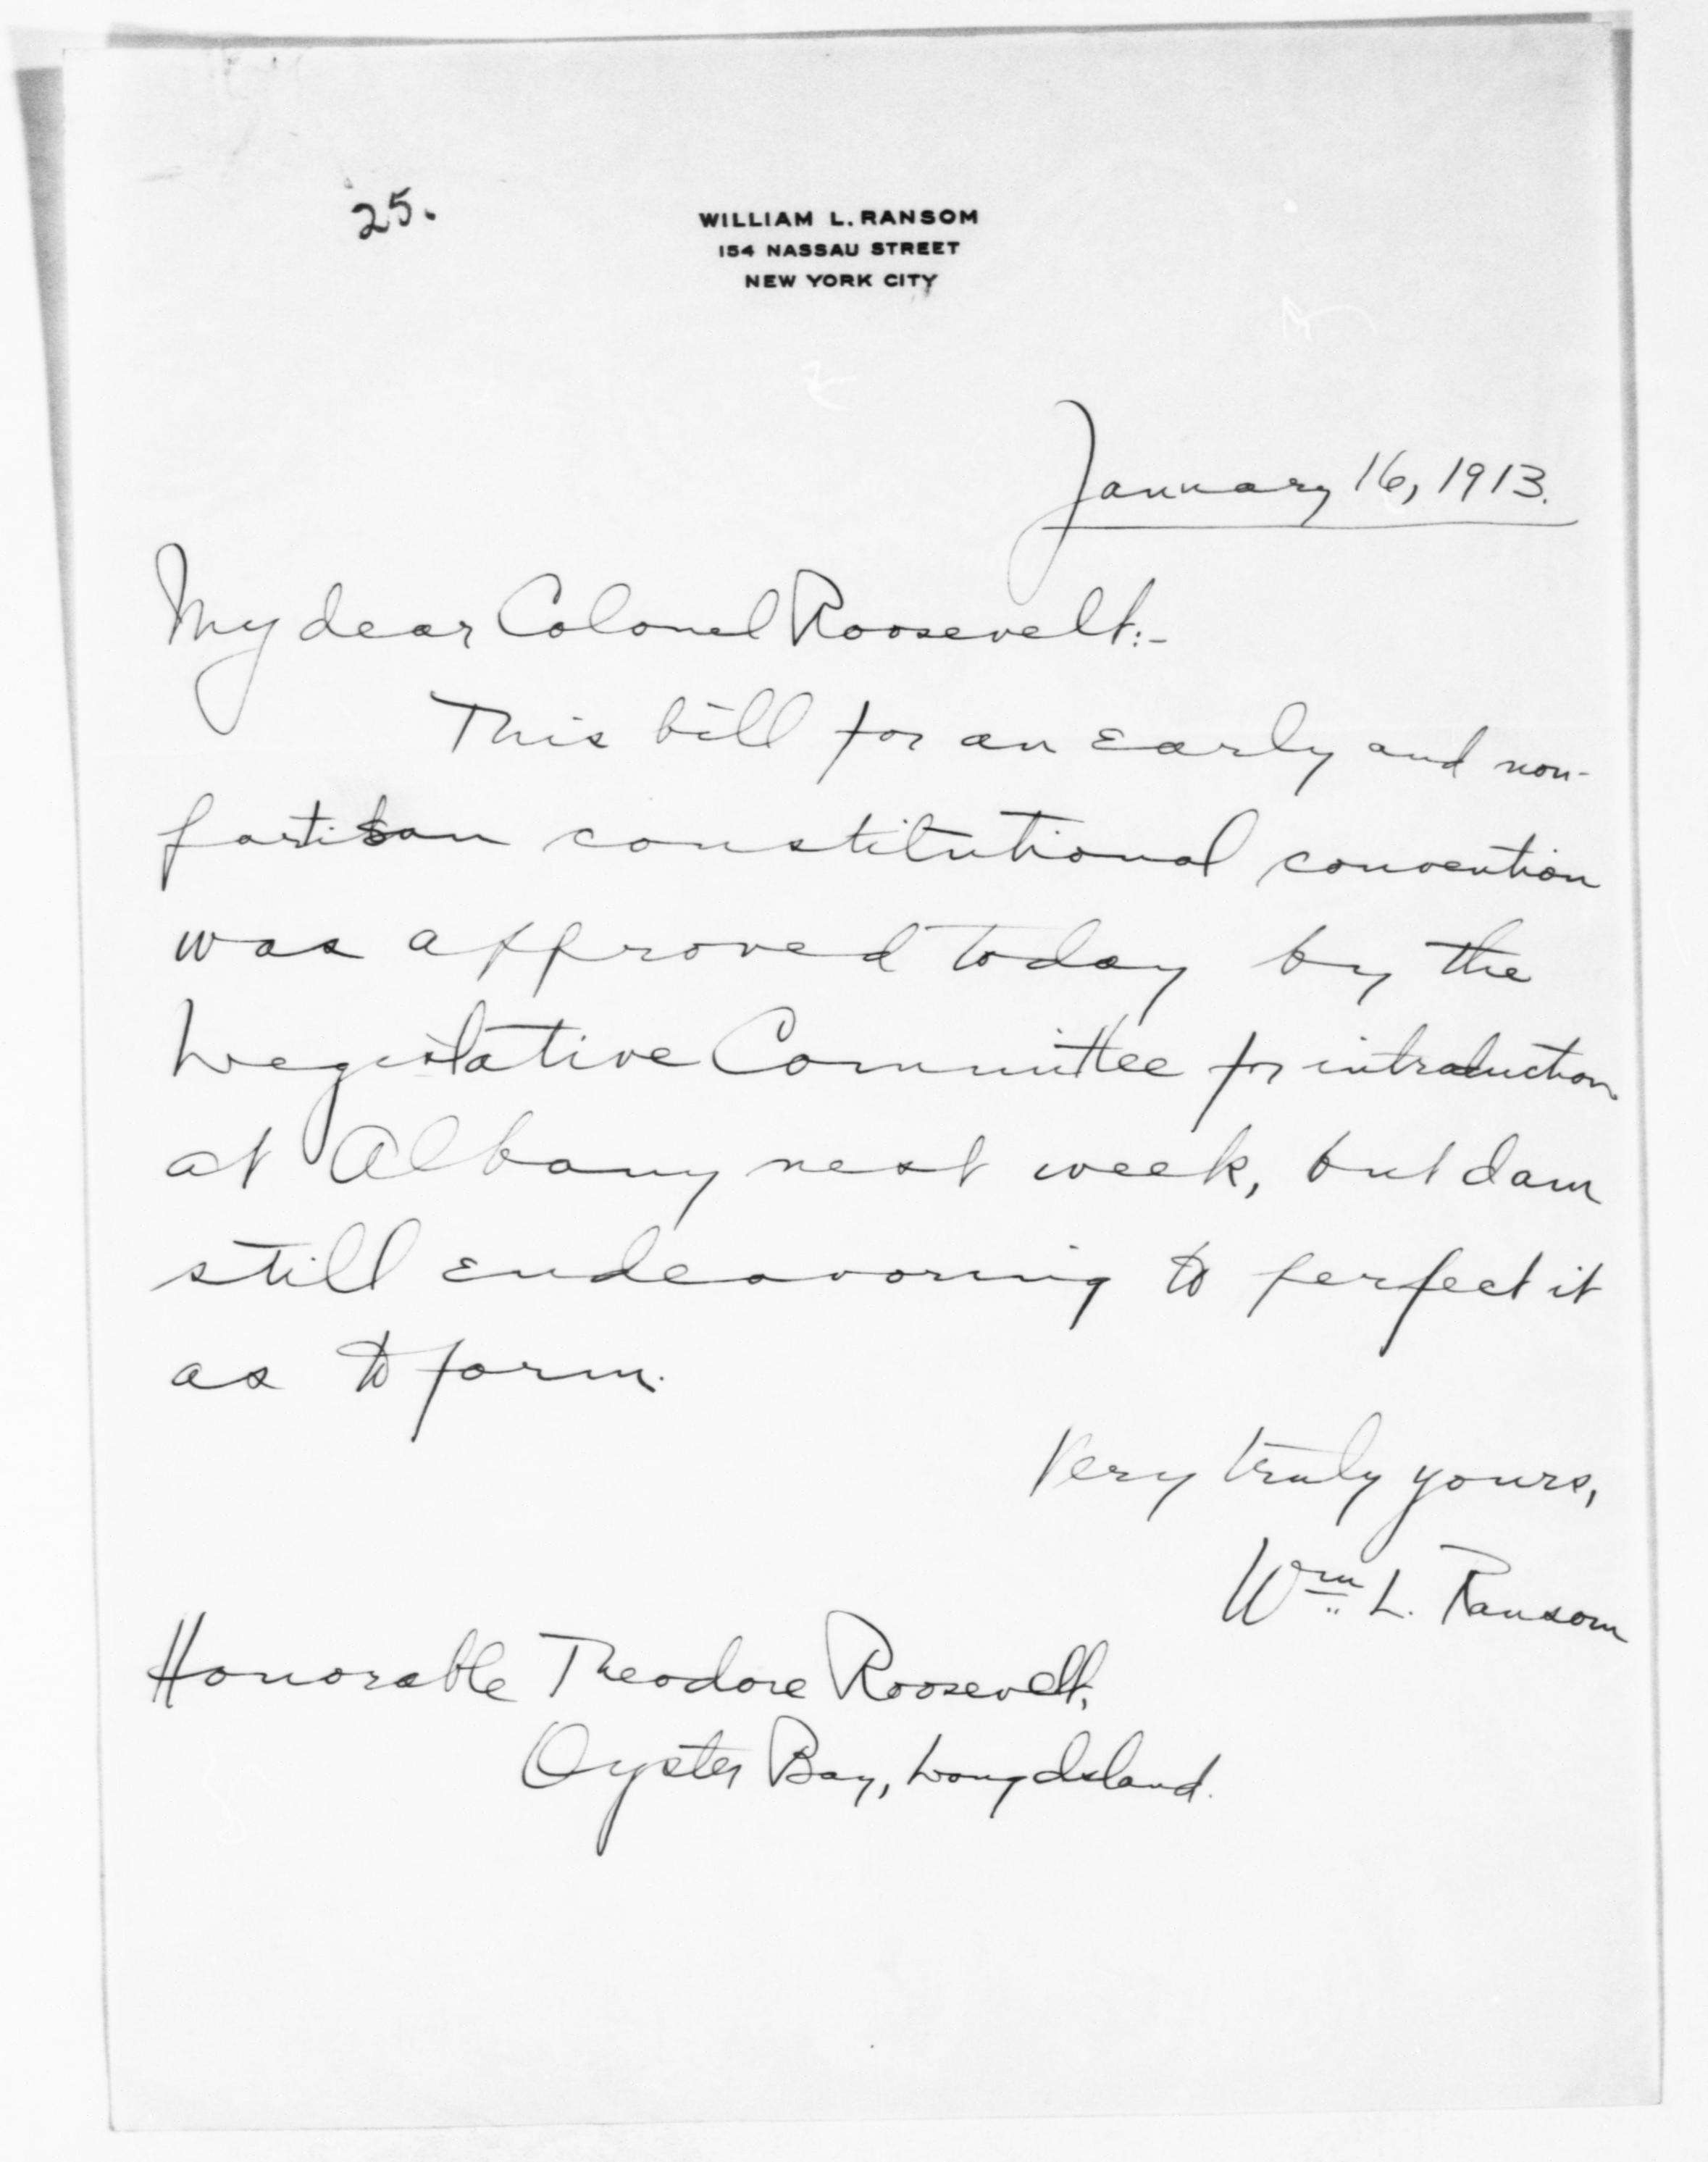 25.
WILLIAM L. RANSOM
154 NASSAU STREET
NEW YORK CITY
January 16, 1913.
My dear Colonel Roosevelt:-
This bill for an early and non-
partisan constitutional convention
was approved today by the
Legislative Committee for introduction
at Albany next week, but I am
still endeavoring to perfect it
as to form.
Very truly yours,
Wm. L. Ransom
Honorable Theodore Roosevelt,
Oyster Bay, Long Island.